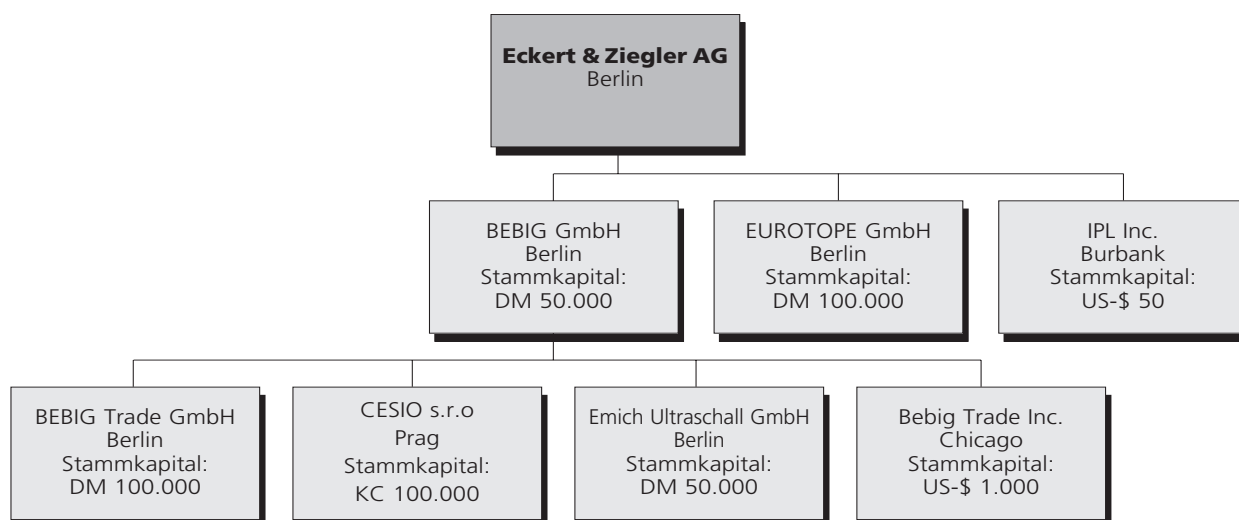 Eckert & Ziegler AG
Berlin
BEBIG GmbH
Berlin
Stammkapital:
DM 50.000
EUROTOPE GmbH
Berlin
Stammkapital:
DM 100.000
IPL Inc.
Burbank
Stammkapital:
US-$ 50
BEBIG Trade GmbH
Berlin
Stammkapital:
DM 100.000
CESIO s.r.o
Prag
Stammkapital:
KC 100.000
Emich Ultraschall GmbH
Berlin
Stammkapital:
DM 50.000
Bebig Trade Inc.
Chicago
Stammkapital:
US-$ 1.000